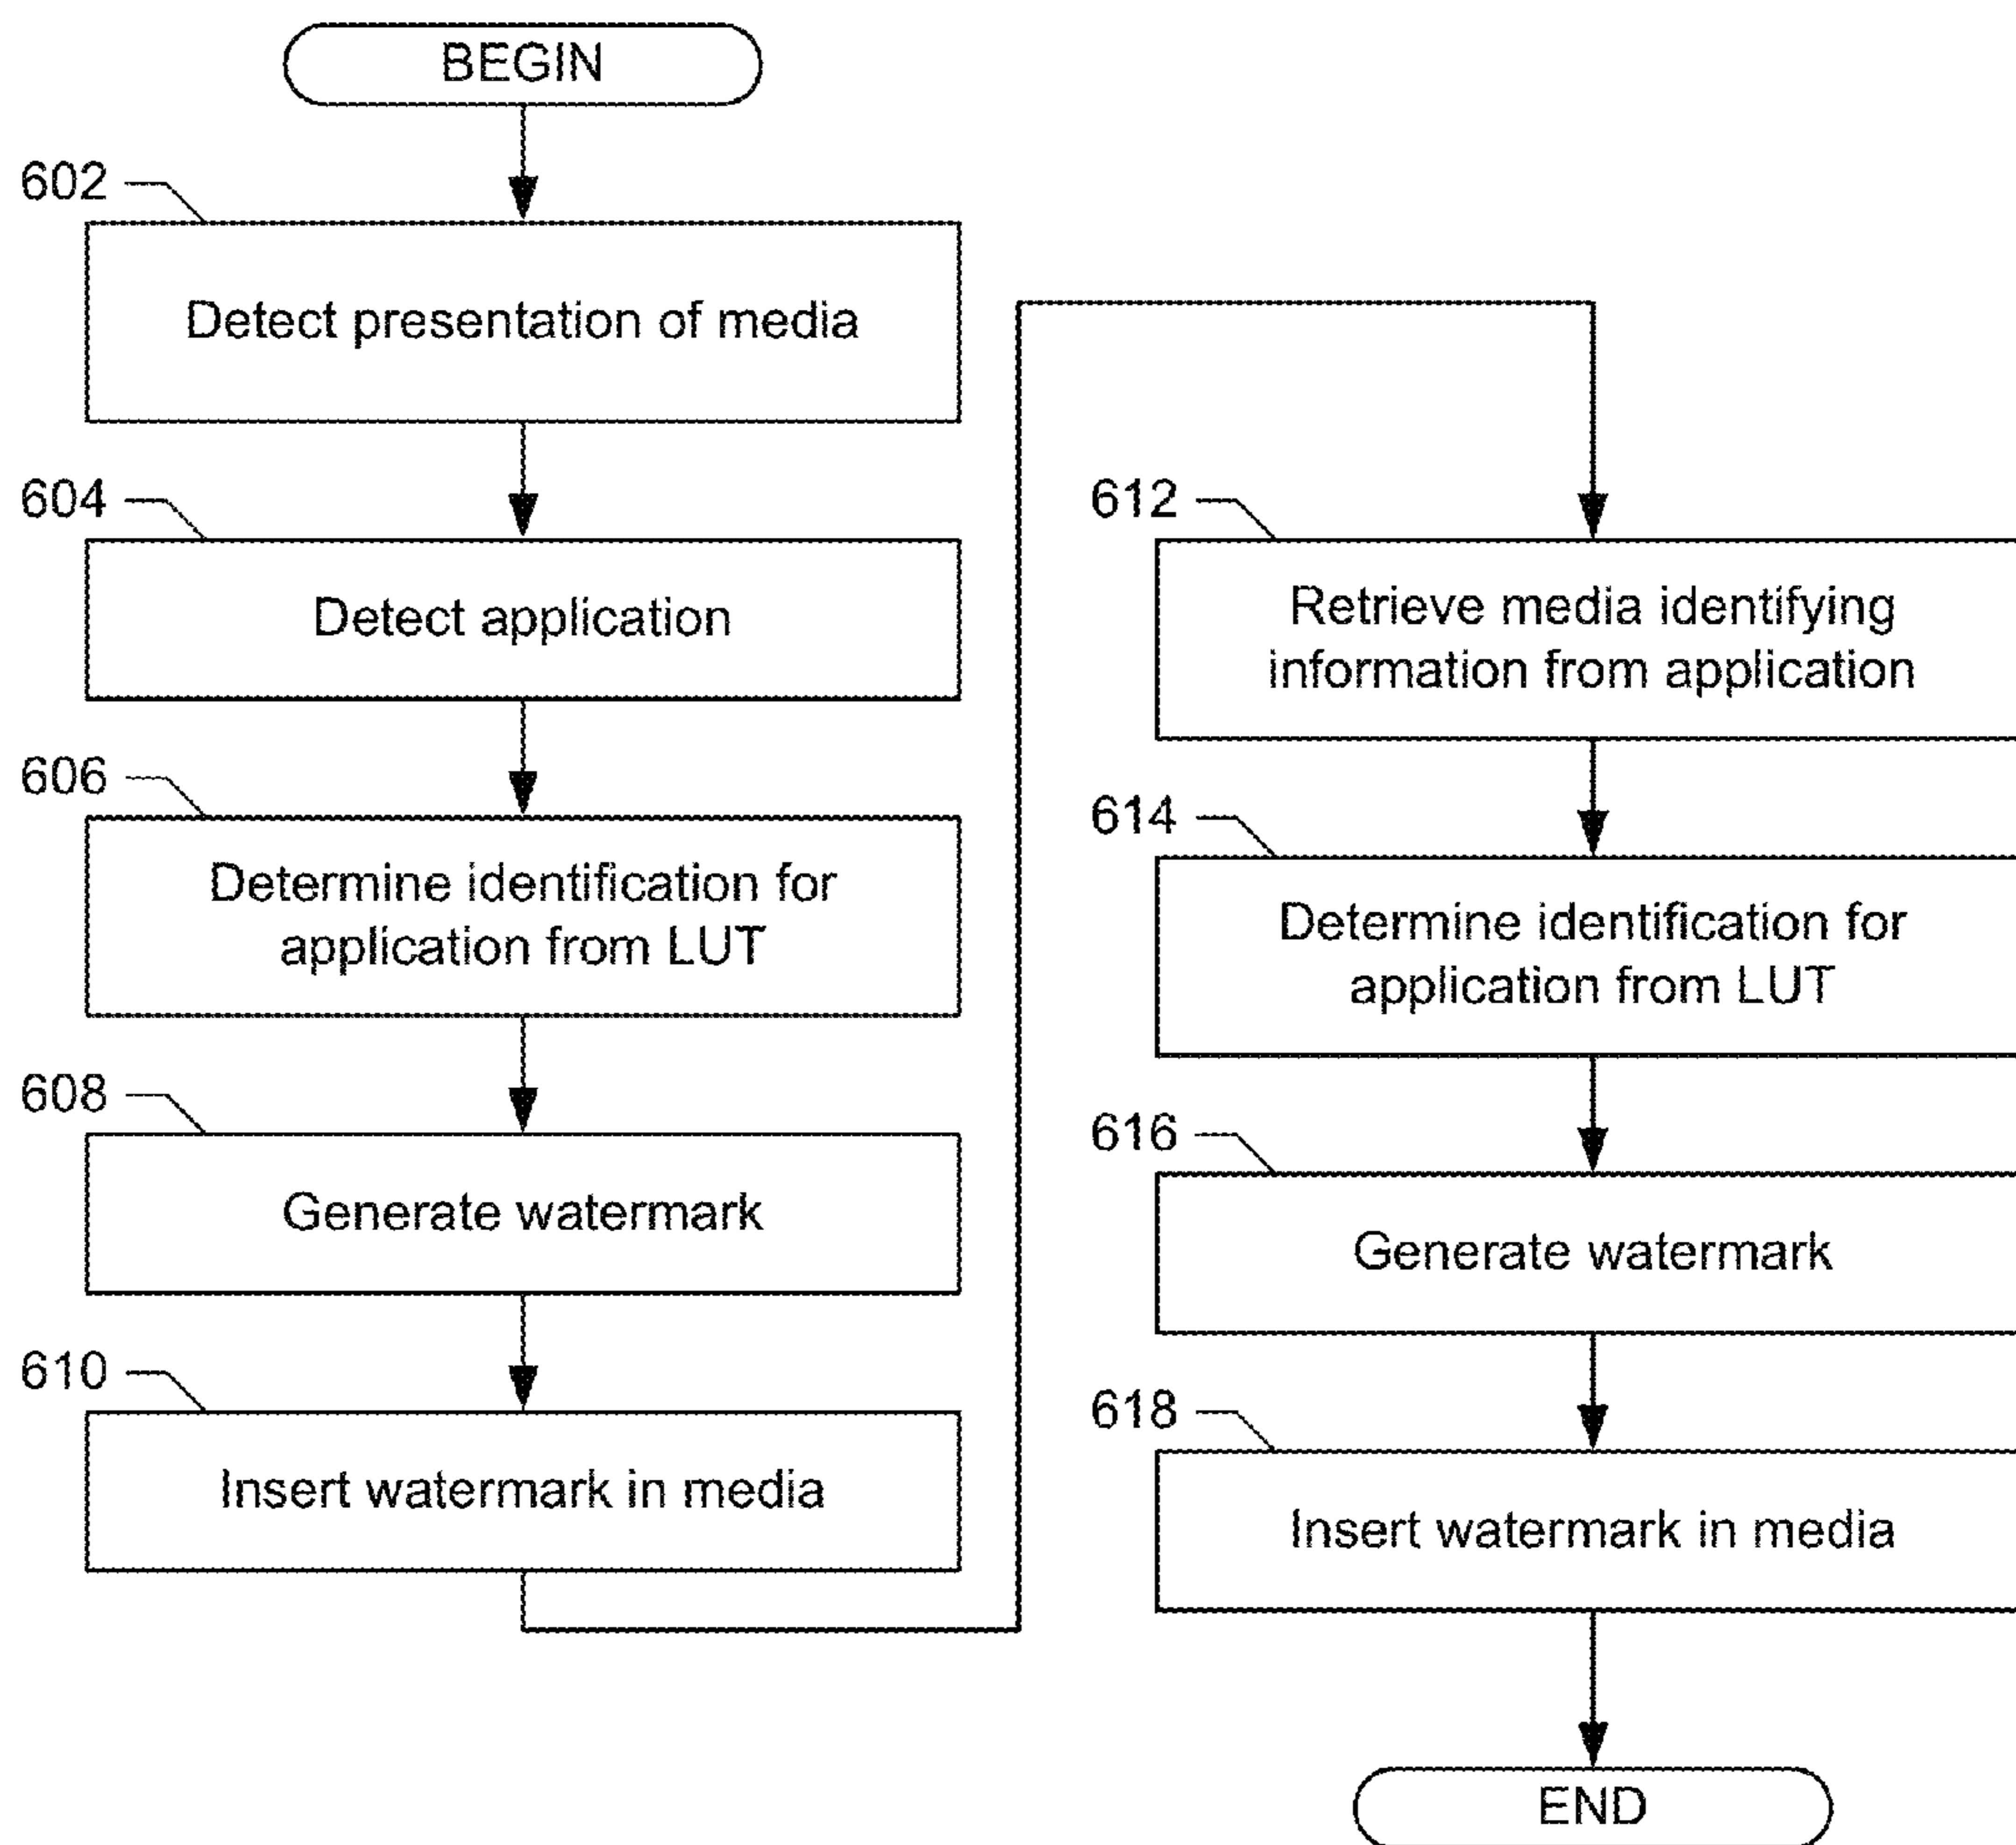 BEGIN
602
Detect presentation of media
604
Detect application
606
Determine identification for
application from LUT
608
Generate watermark
610
Insert watermark in media
612
Retrieve media identifying
information from application
614
Determine identification for
application from LUT
616
Generate watermark
618
Insert watermark in media
END